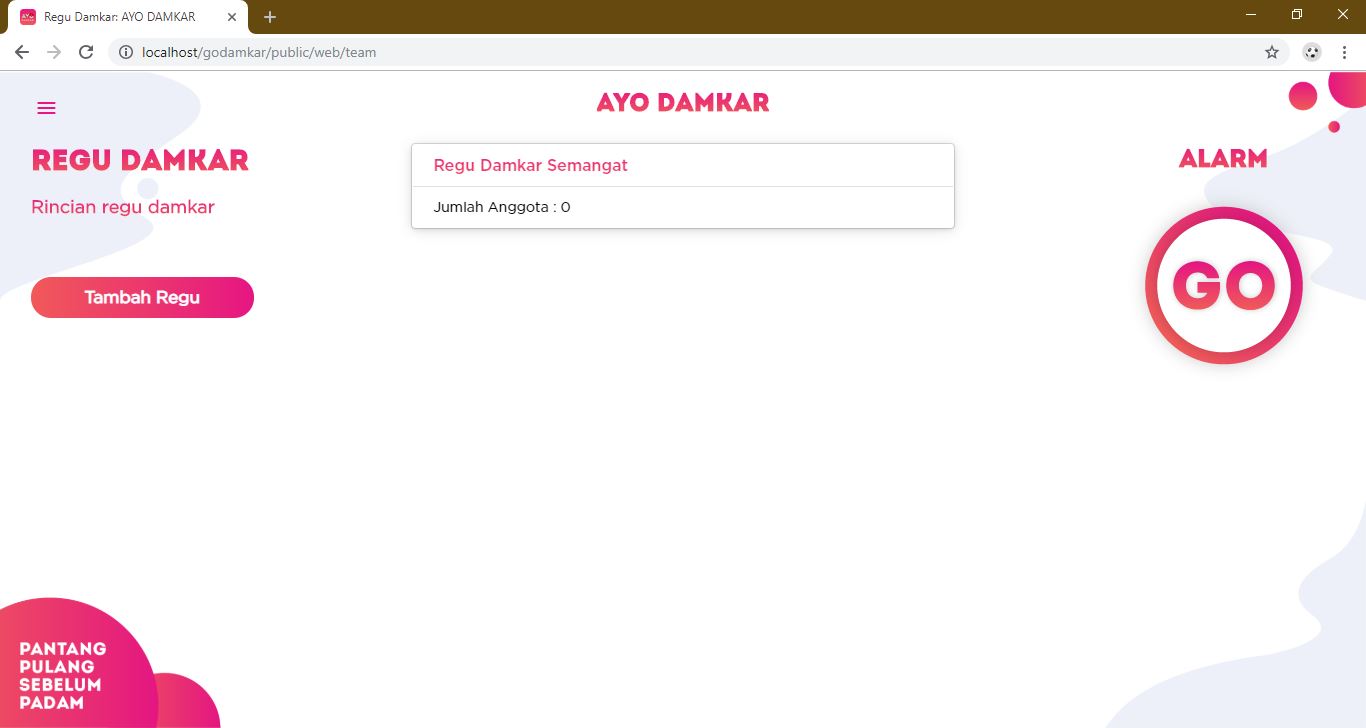 Regu Damkar: AYO DAMKAR
localhost/godamkar/public/web/team
AYO DAMKAR
REGU DAMKAR
Rincian regu damkar
Tambah Regu
Regu Damkar Semangat
Jumlah Anggota : 0
ALARM
GO
PANTANG
PULANG
SEBELUM
PADAM